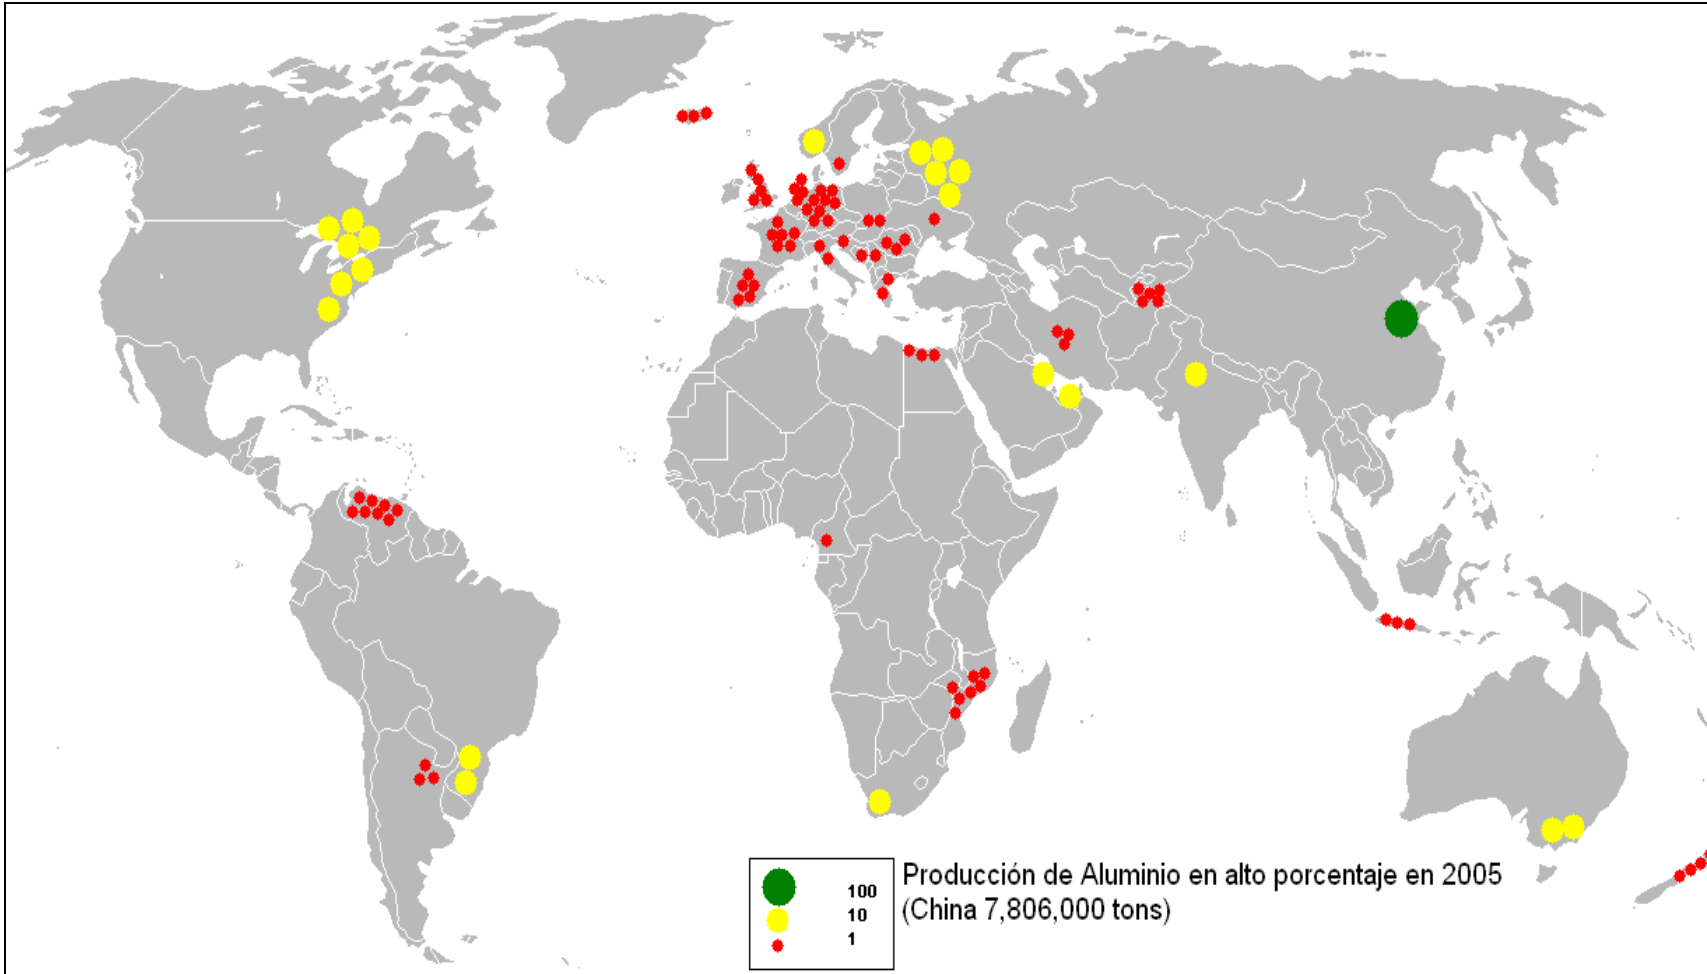 100
10
1
Producción de Aluminio en alto porcentaje en 2005
(China 7,806,000 tons)